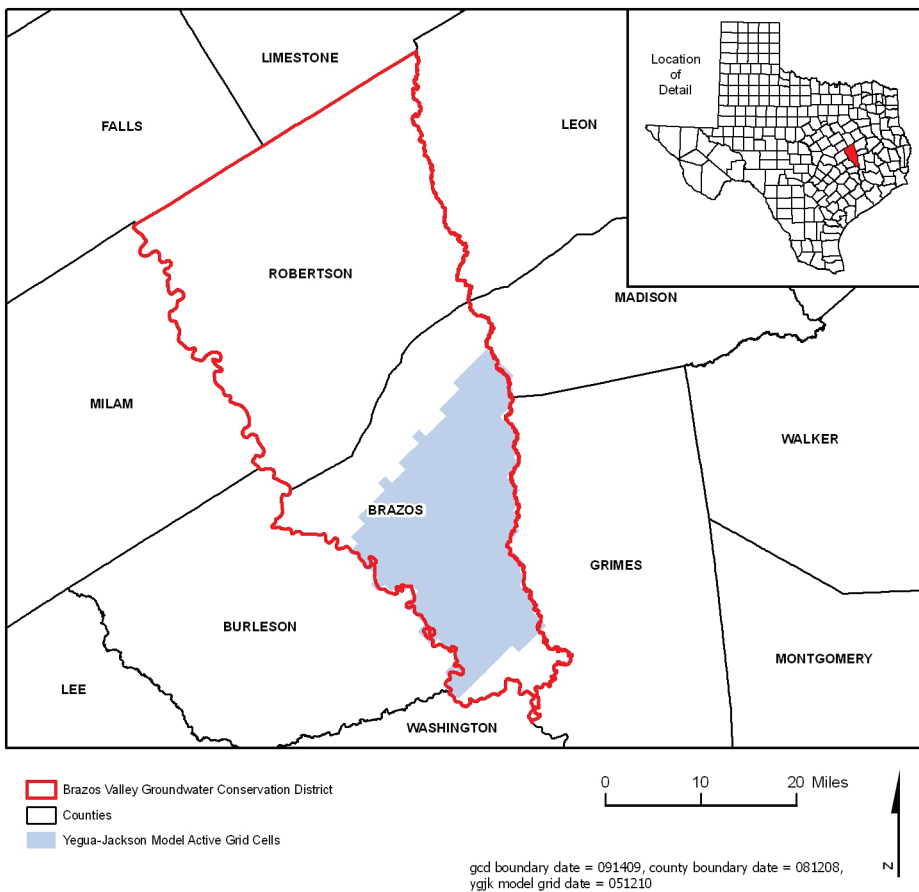 LIMESTONE
Location
of
Detail
FALLS
LEON
ROBERTSON
MADISON
MILAM
WALKER
BRAZOS
GRIMES
BURLESON
MONTGOMERY
LEE
WASHINGTON
Brazos Valley Groundwater Conservation District
Counties
Yegua-Jackson Model Active Grid Cells
0 10 20 Miles
N
gcd boundary date = 091409, county boundary date = 081208,
ygjk model grid date = 051210